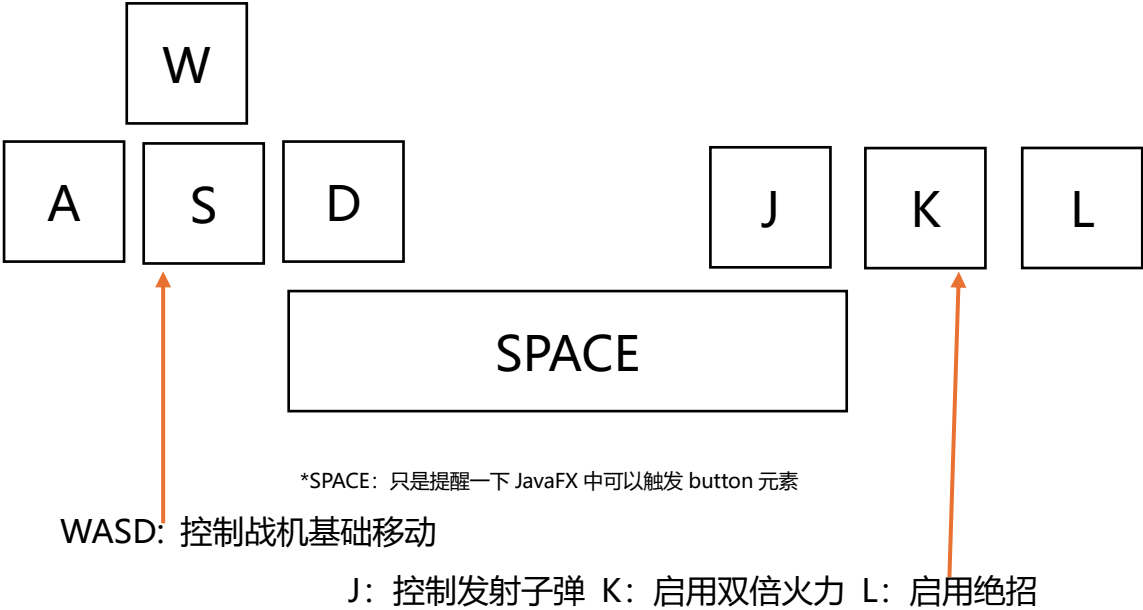 W
A S D J K L
SPACE
*SPACE：只是提醒一下 JavaFX 中可以触发 button 元素
WASD: 控制战机基础移动
J：控制发射子弹 K：启用双倍火力 L：启用绝招